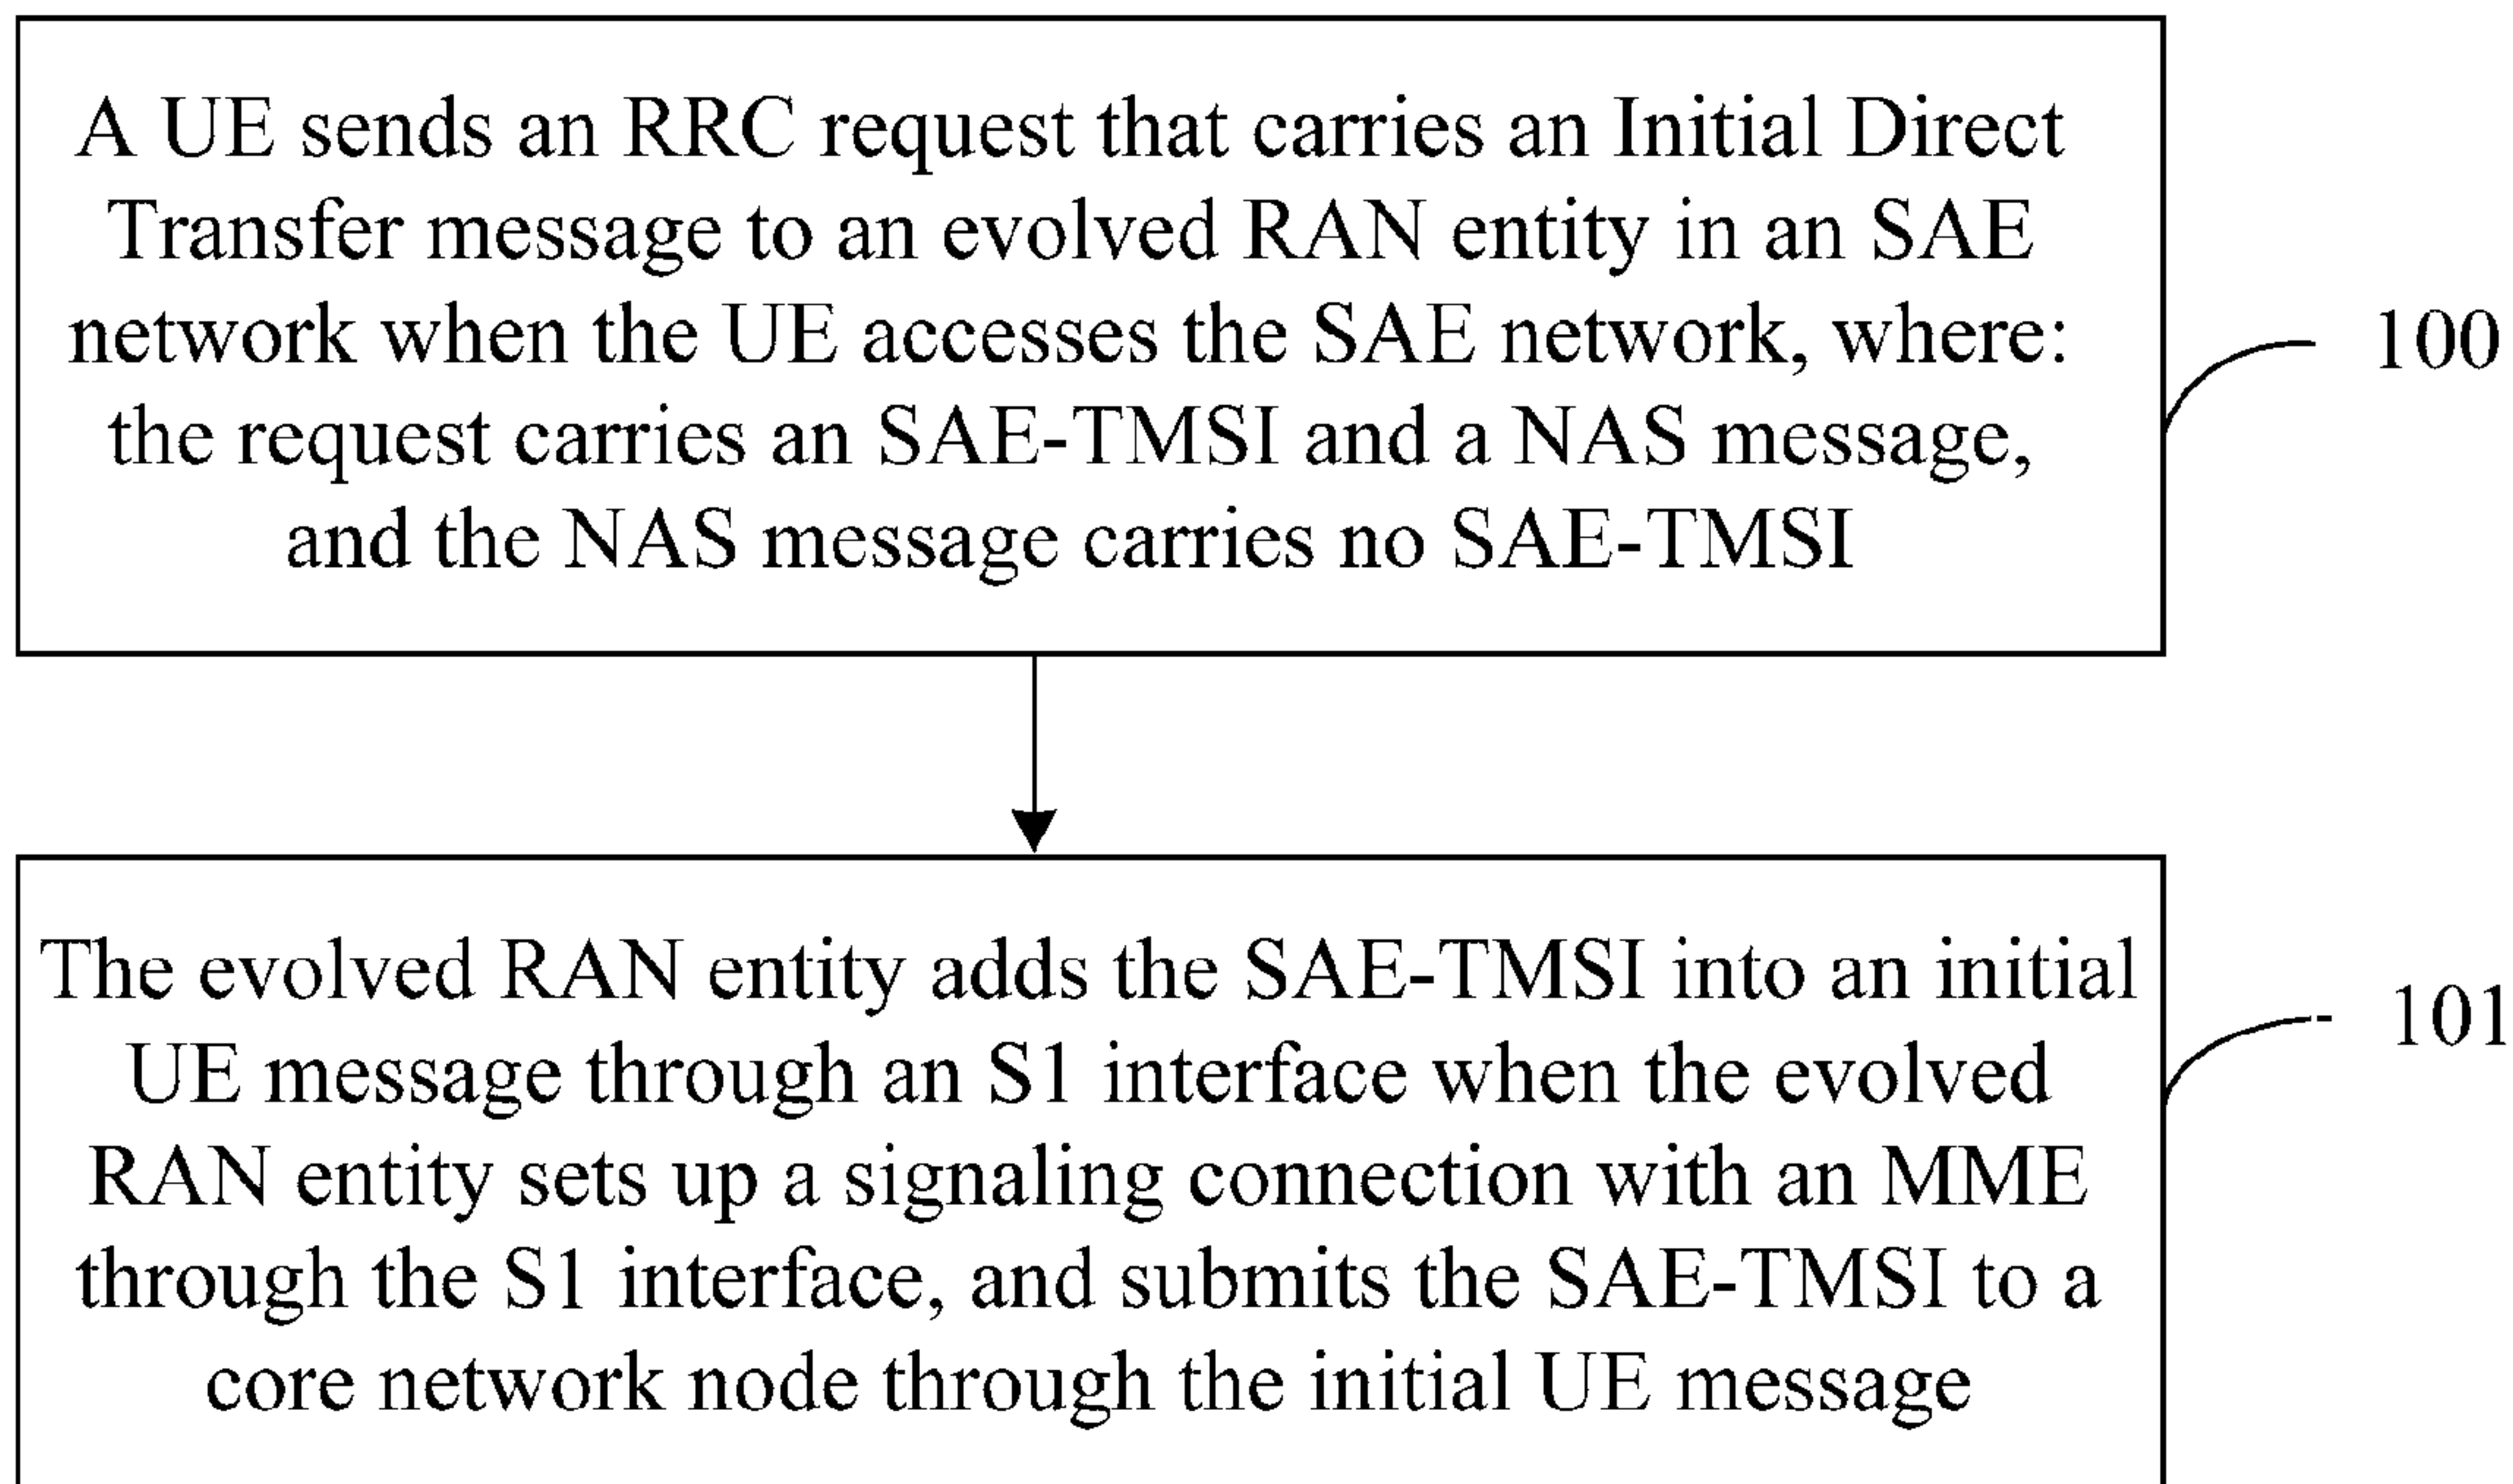 A UE sends an RRC request that carries an Initial Direct
Transfer message to an evolved RAN entity in an SAE
network when the UE accesses the SAE network, where:
the request carries an SAE-TMSI and a NAS message,
and the NAS message carries no SAE-TMSI
100
The evolved RAN entity adds the SAE-TMSI into an initial
UE message through an S1 interface when the evolved
RAN entity sets up a signaling connection with an MME
through the S1 interface, and submits the SAE-TMSI to a
core network node through the initial UE message
101